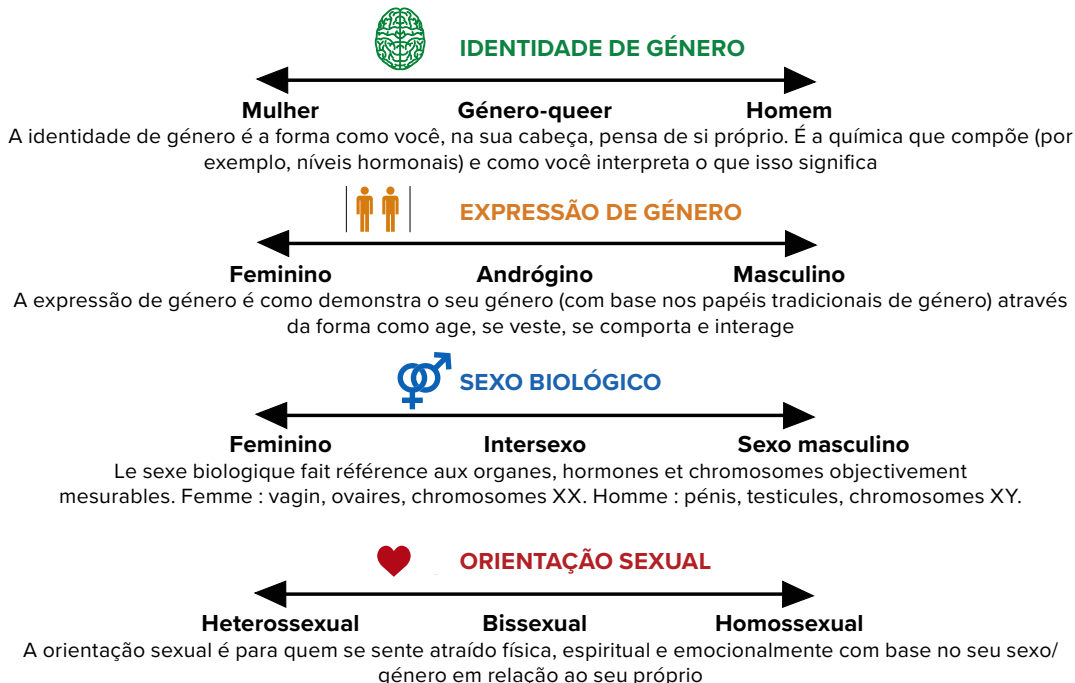 IDENTIDADE DE GÉNERO
Mulher Género-queer Homem
A identidade de género é a forma como você, na sua cabeça, pensa de si próprio. É a química que compõe (por
exemplo, níveis hormonais) e como você interpreta o que isso significa
EXPRESSÃO DE GÉNERO
Feminino Andrógino Masculino
A expressão de género é como demonstra o seu género (com base nos papéis tradicionais de género) através
da forma como age, se veste, se comporta e interage
SEXO BIOLÓGICO
Feminino Intersexo Sexo masculino
Le sexe biologique fait référence aux organes, hormones et chromosomes objectivement
mesurables. Femme : vagin, ovaires, chromosomes XX. Homme : pénis, testicules, chromosomes XY.
ORIENTAÇÃO SEXUAL
Heterossexual Bissexual Homossexual
A orientação sexual é para quem se sente atraído física, espiritual e emocionalmente com base no seu sexo/
género em relação ao seu próprio